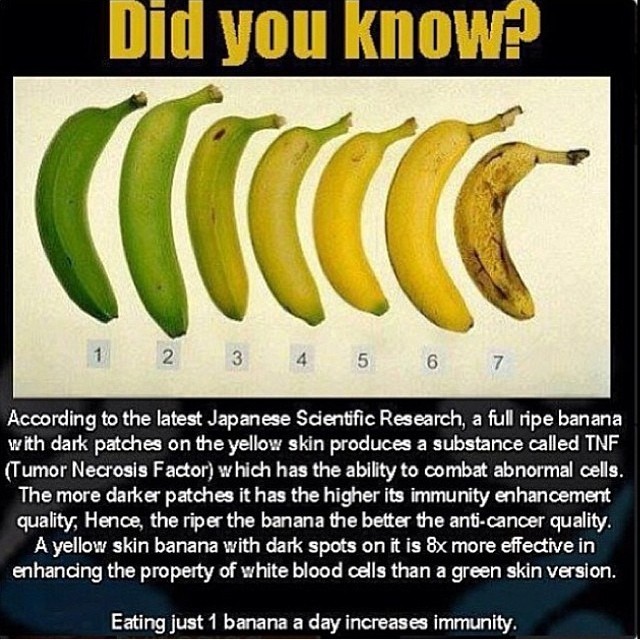 Did you know?
1 2 3 4 5 6 7
According to the latest Japanese Scientific Research, a full ripe banana
with dark patches on the yellow skin produces a substance called TNF
(Tumor Necrosis Factor) which has the ability to combat abnormal cells.
The more darker patches it has the higher its immunity enhancement
quality; Hence, the riper the banana the better the anti-cancer quality.
A yellow skin banana with dark spots on it is 8x more effective in
enhancing the property of white blood cells than a green skin version.
Eating just 1 banana a day increases immunity.